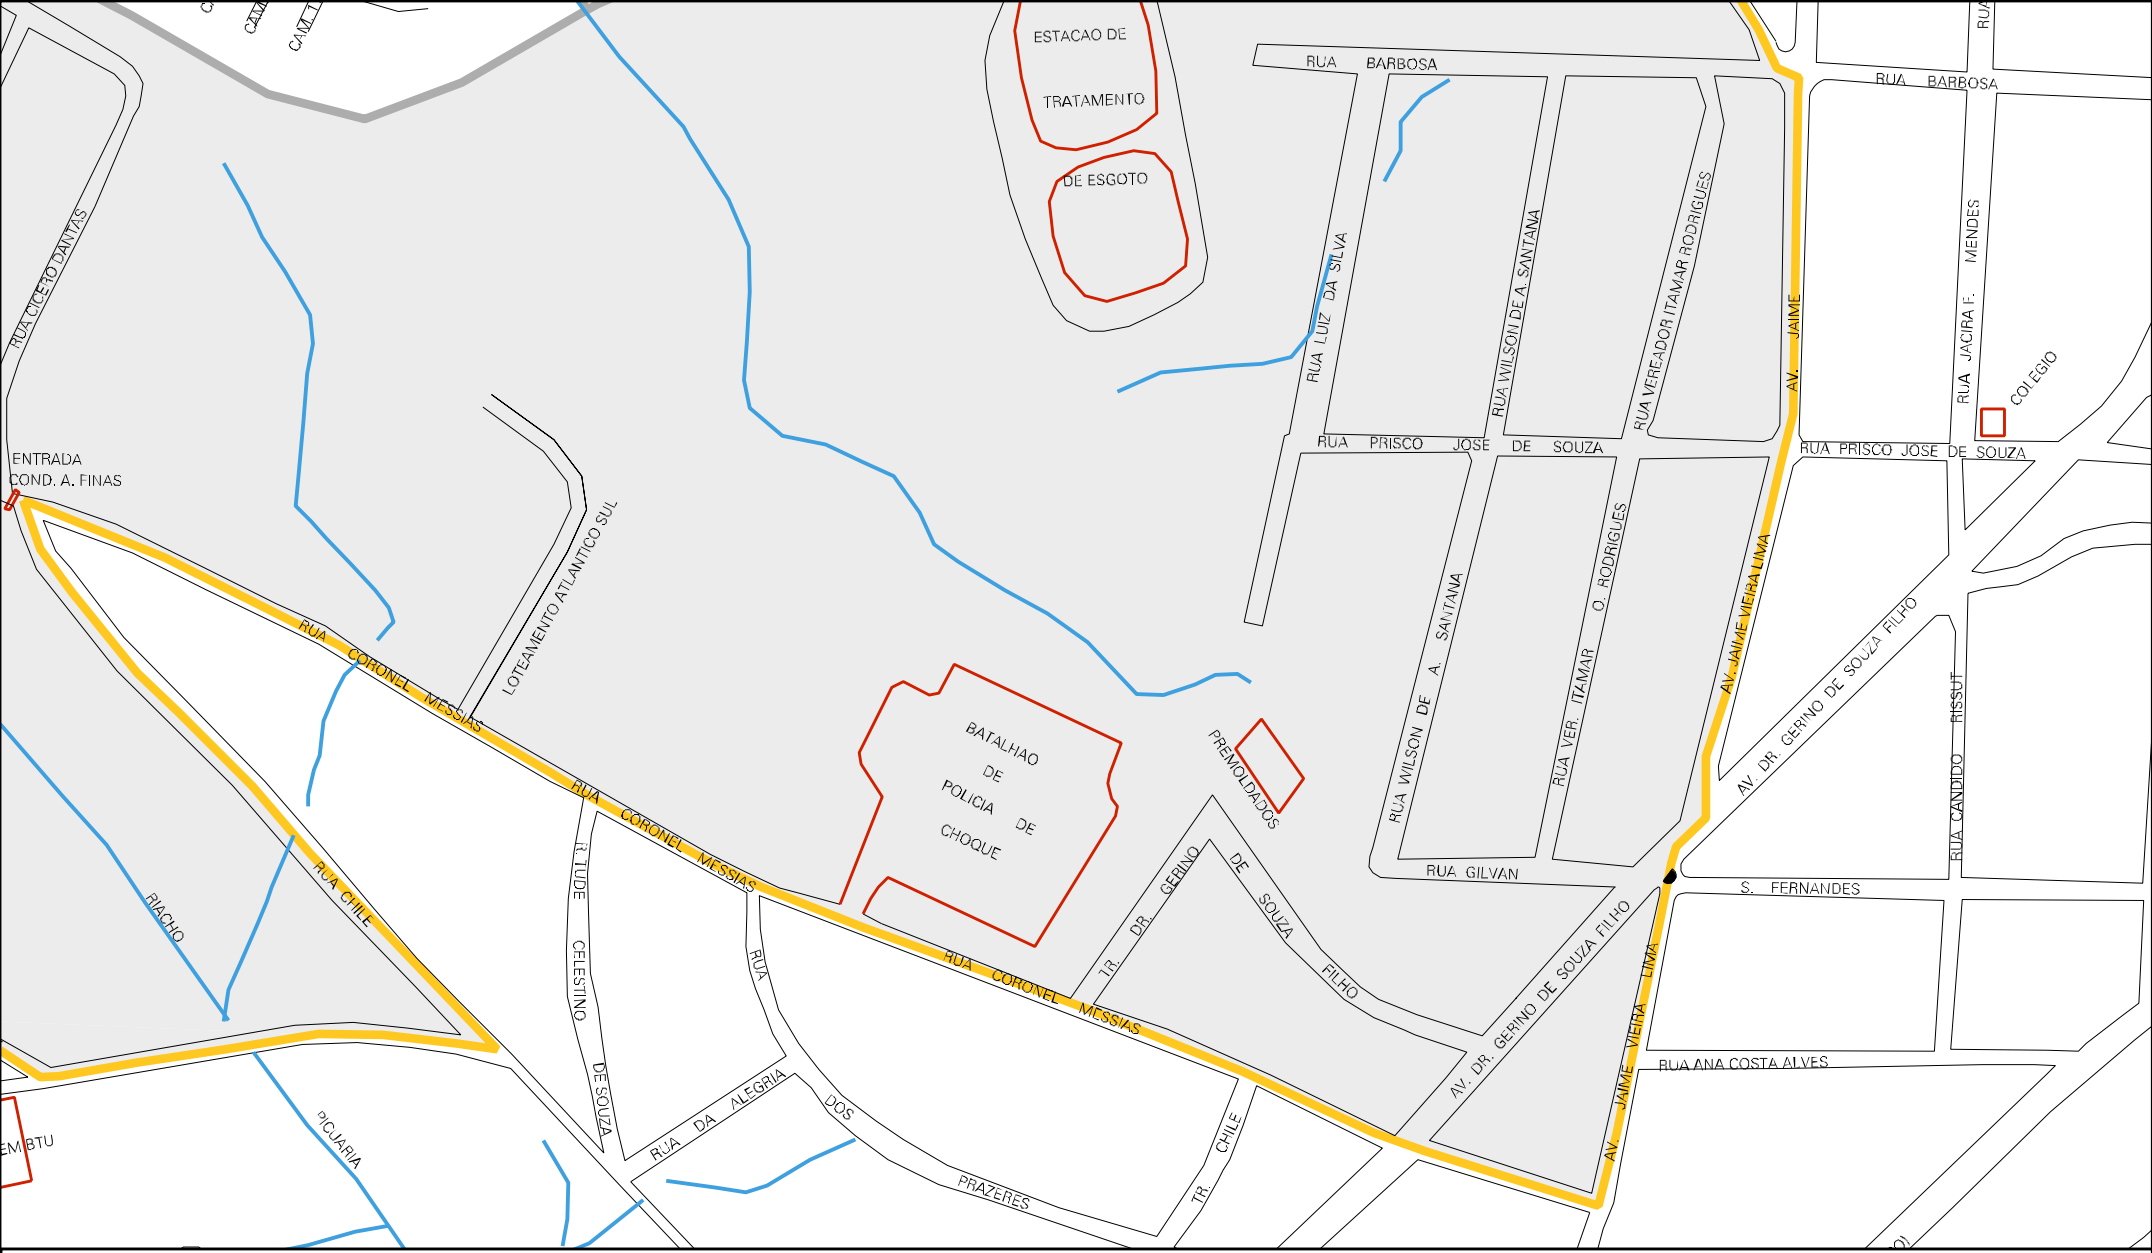 CAM. 1
ESTACAO DE
TRATAMENTO
DE ESGOTO
RUA BARBOSA
RUA BARBOSA
RUA
RUA CICERO DANTAS
RUA LUIZ DA SILVA
RUA WILSON DE A. SANTANA
RUA VEREADOR ITAMAR RODRIGUES
AV. JAIME
RUA JACIRA F. MENDES
COLEGIO
RUA PRISCO JOSE DE SOUZA
RUA PRISCO JOSE DE SOUZA
ENTRADA
COND. A. FINAS
LOTEAMENTO ATLANTICO SUL
RUA CORONEL MESSIAS
RUA WILSON DE A. SANTANA
RUA VER. ITAMAR O. RODRIGUES
AV. JAIME VIEIRA LIMA
AV. DR. GERINO DE SOUZA FILHO
RUA CANDIDO RISSUT
BATALHAO
DE
POLICIA DE
CHOQUE
PREMOLDADOS
RUA CORONEL MESSIAS
R. TUDE CELESTINO DE SOUZA
RUA CHILE
RIACHO
PICUARIA
TR. DR. GERINO DE SOUZA FILHO
RUA GILVAN
S. FERNANDES
AV. DR. GERINO DE SOUZA FILHO
AV. JAIME VIEIRA LIMA
RUA CORONEL MESSIAS
RUA ANA COSTA ALVES
RUA DOS PRAZERES
RUA DA ALEGRIA
TR. CHILE
EMBTU